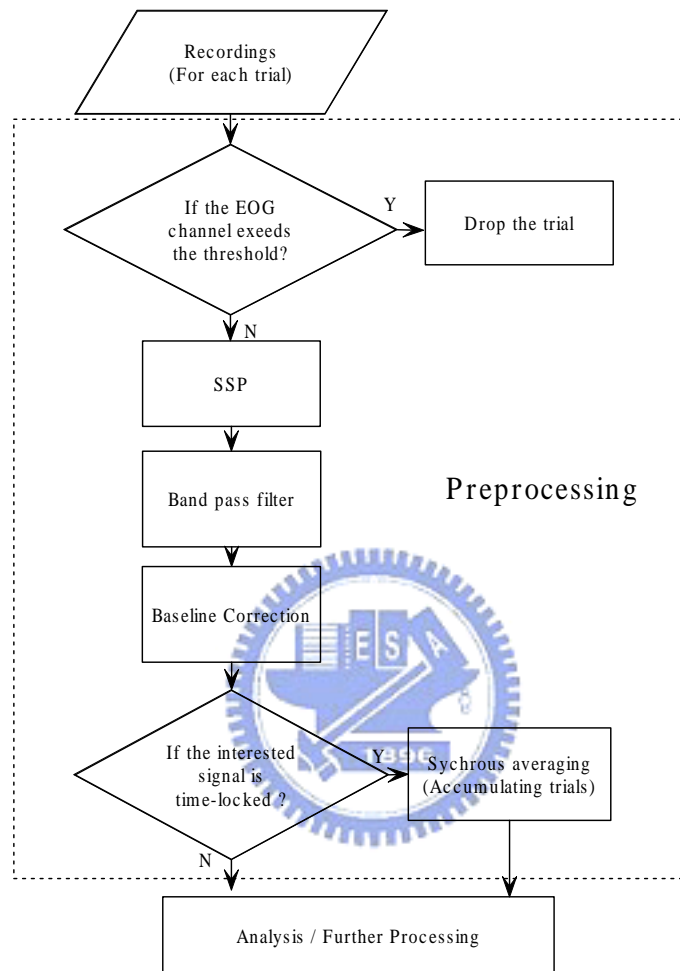 Recordings
(For each trial)
If the EOG
channel exeeds
the threshold?
Y
Drop the trial
N
SSP
Band pass filter
Preprocessing
Baseline Correction
E S A
If the interested
signal is
time-locked ?
Y
1896
Sychrous averaging
(Accumulating trials)
N
Analysis / Further Processing